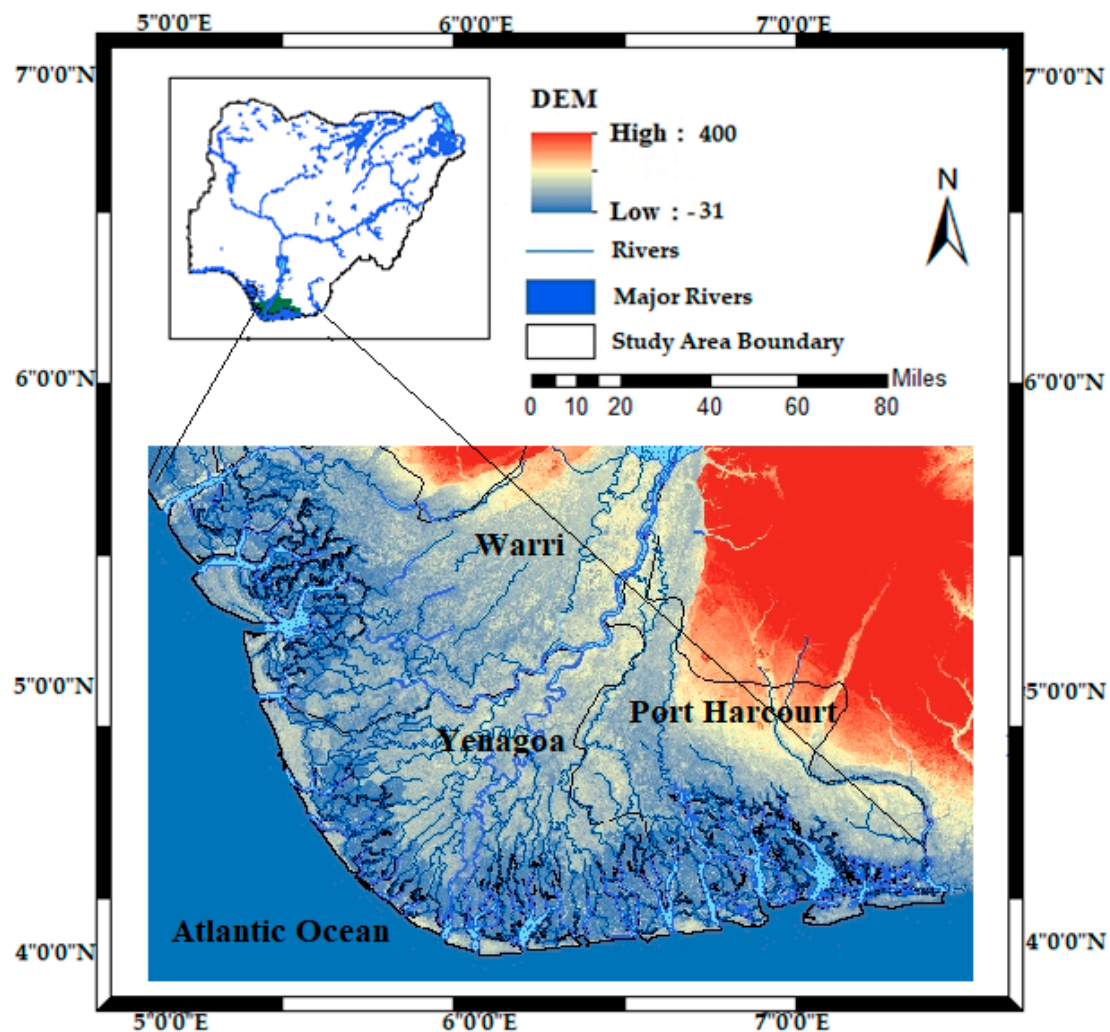 5"0'0"E 6"0'0"E 7"0'0"E
7"0'0"N 7"0'0"N
DEM
High : 400
Low : -31
N
Rivers
Major Rivers
Study Area Boundary
Miles
0 10 20 40 60 80
6"0'0"N 6"0'0"N
Warri
5"0'0"N 5"0'0"N
Port Harcourt
Yenagoa
Atlantic Ocean
4"0'0"N 4"0'0"N
5"0'0"E 6"0'0"E 7"0'0"E